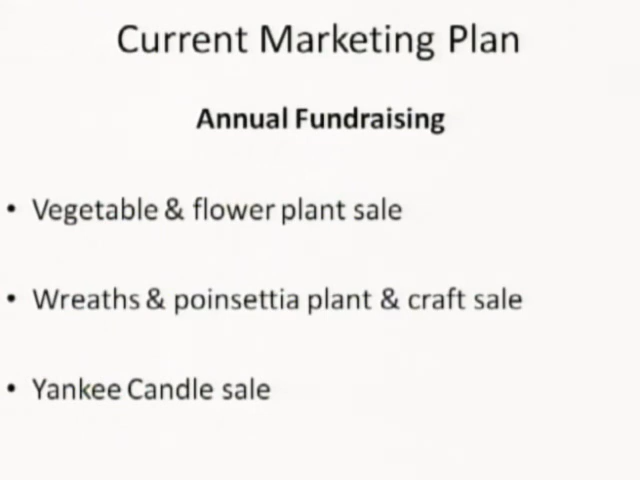 Current Marketing Plan
Annual Fundraising
• Vegetable & flower plant sale
• Wreaths & poinsettia plant & craft sale
• Yankee Candle sale